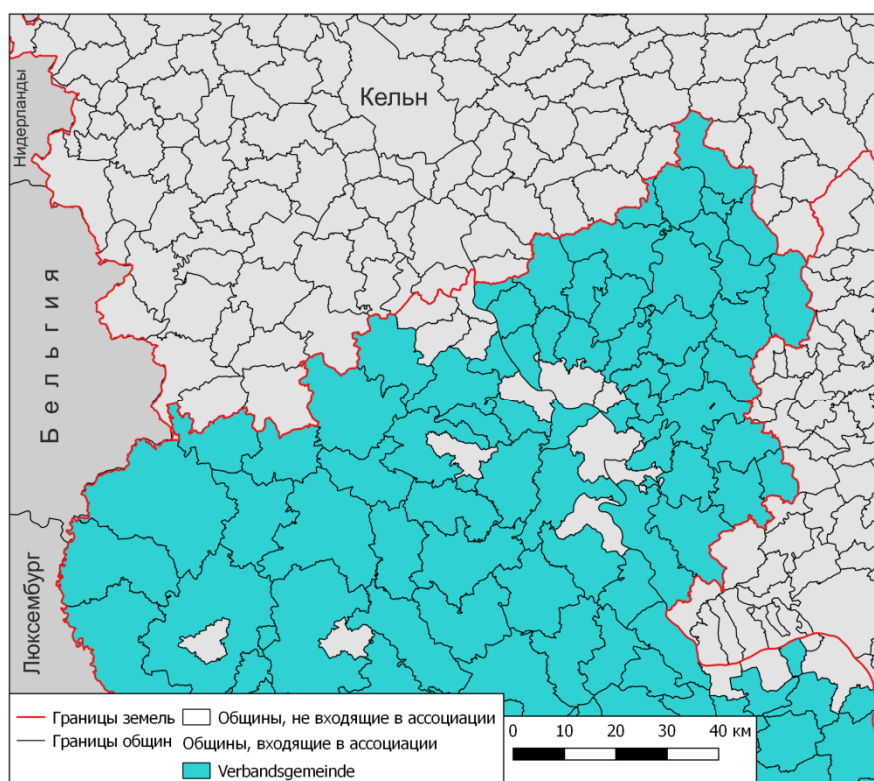 Кельн
Нидерланды
Бельгия
Люксембург
Границы земель
Общины, не входящие в ассоциации
Границы общин
Общины, входящие в ассоциации
Verbandsgemeinde
0 10 20 30 40 км